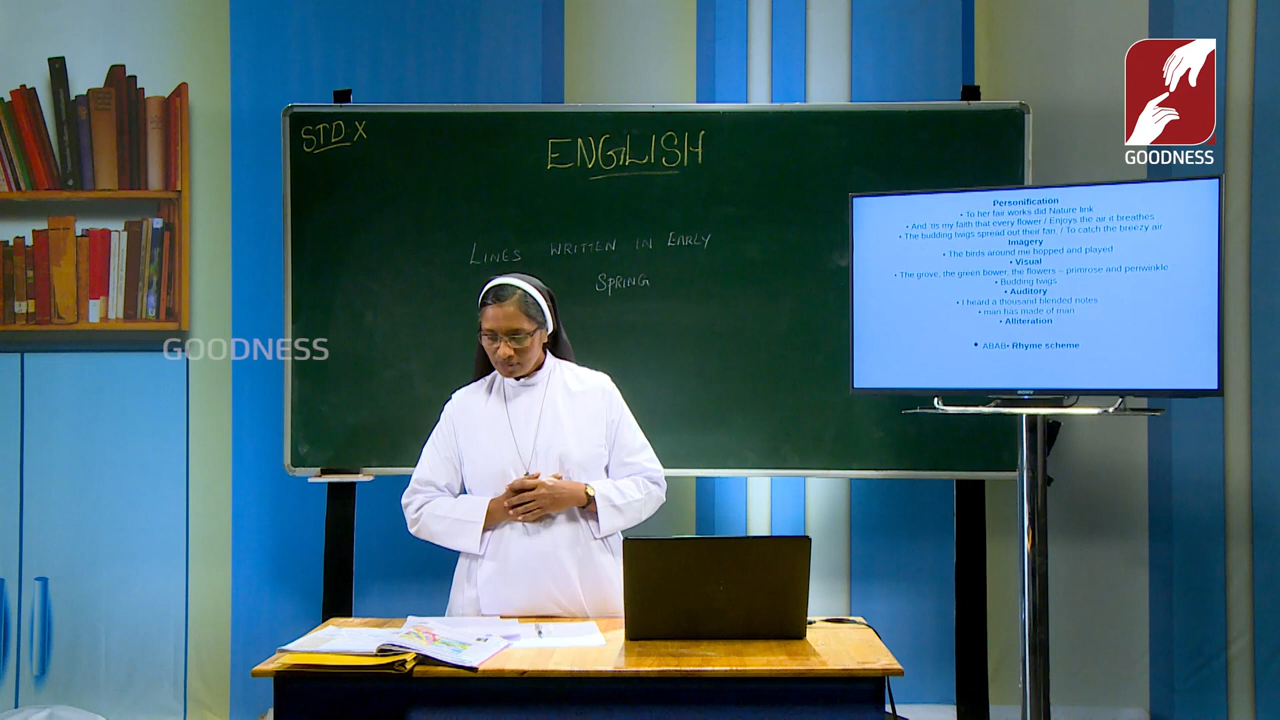 STD X
ENGLISH
LINES WRITTEN IN EARLY
SPRING
GOODNESS
GOODNESS
Personification
• To her fair works did Nature link
• And 'tis my faith that every flower / Enjoys the air it breathes
• The budding twigs spread out their fan, / To catch the breezy air
Imagery
• The birds around me hopped and played
• Visual
• The grove, the green bower, the flowers – primrose and periwinkle
• Budding twigs
• Auditory
• I heard a thousand blended notes
• man has made of man
• Alliteration
• ABAB• Rhyme scheme